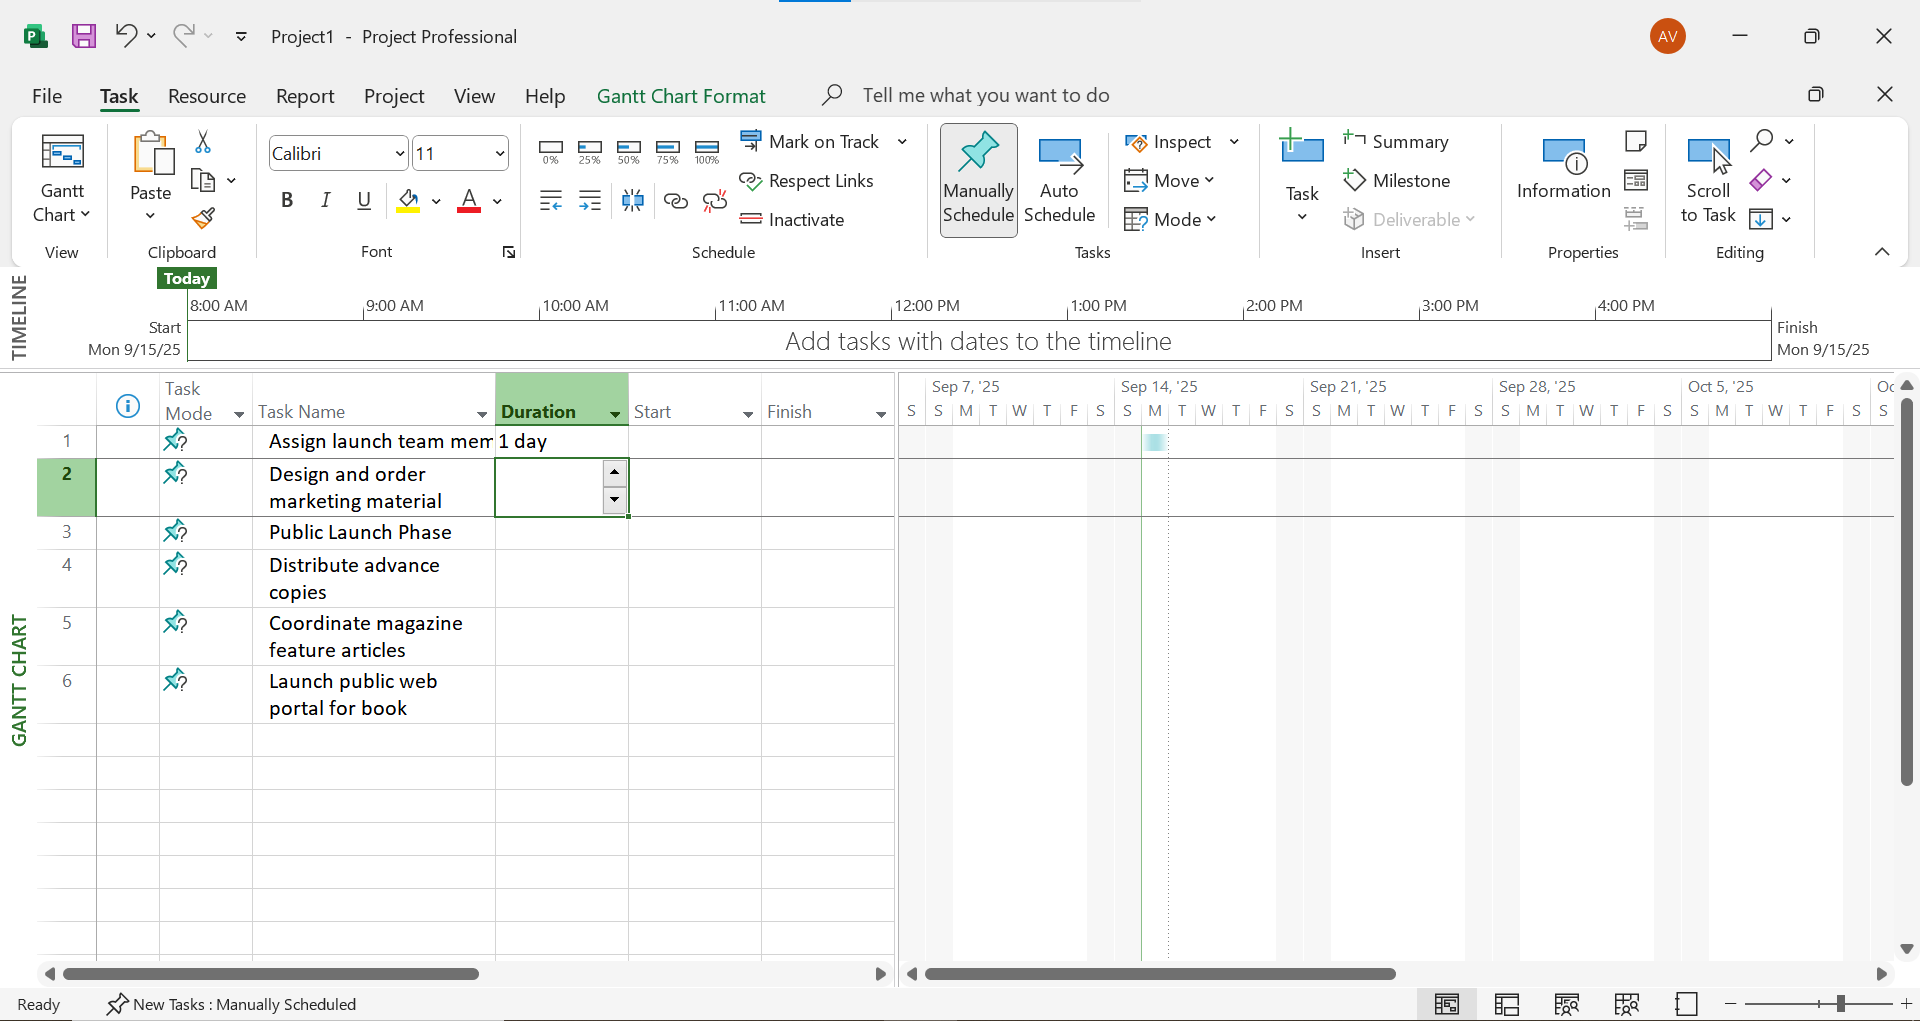 Project1 - Project Professional
AV
File Task Resource Report Project View Help Gantt Chart Format Tell me what you want to do
Gantt
Chart
View
Paste
Clipboard
Calibri 11
B I U A
Font
0% 25% 50% 75% 100%
Mark on Track
Respect Links
Inactivate
Schedule
Manually
Schedule
Auto
Schedule
Inspect
Move
Mode
Tasks
Task
Summary
Milestone
Deliverable
Insert
Information
Properties
Scroll
to Task
Editing
TIMELINE
Today
8:00 AM 9:00 AM 10:00 AM 11:00 AM 12:00 PM 1:00 PM 2:00 PM 3:00 PM 4:00 PM
Start
Mon 9/15/25
Add tasks with dates to the timeline
Finish
Mon 9/15/25
GANTT CHART
Task
Mode Task Name Duration Start Finish
Sep 7, '25 Sep 14, '25 Sep 21, '25 Sep 28, '25 Oct 5, '25 Oc
S S M T W T F S S M T W T F S S M T W T F S S M T W T F S S M T W T F S S
1 Assign launch team mem 1 day
2 Design and order
marketing material
3 Public Launch Phase
4 Distribute advance
copies
5 Coordinate magazine
feature articles
6 Launch public web
portal for book
Ready New Tasks : Manually Scheduled